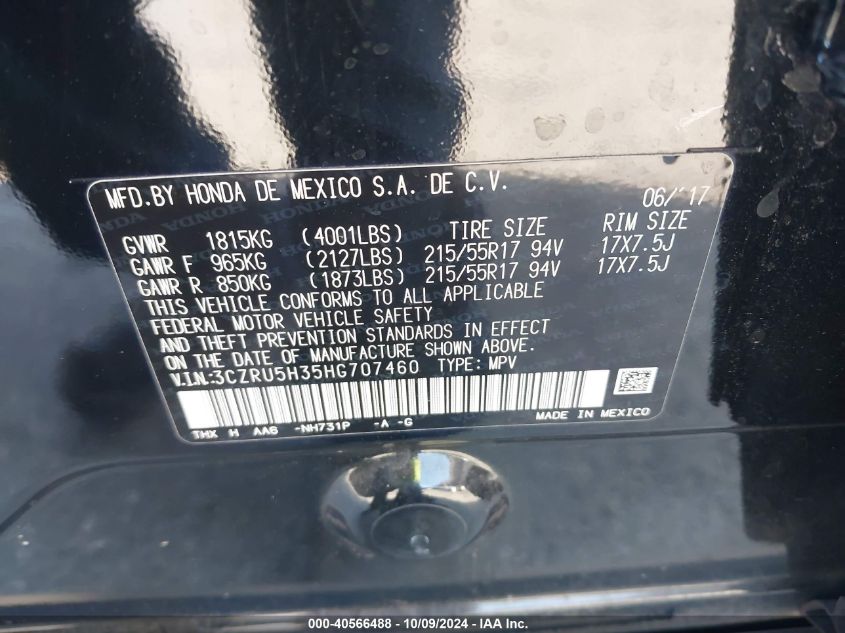 MFD.BY HONDA DE MEXICO S.A. DE C.V. 06/'17
GVWR 1815KG (4001LBS) TIRE SIZE RIM SIZE
GAWR F 965KG (2127LBS) 215/55R17 94V 17X7.5J
GAWR R 850KG (1873LBS) 215/55R17 94V 17X7.5J
THIS VEHICLE CONFORMS TO ALL APPLICABLE
FEDERAL MOTOR VEHICLE SAFETY
AND THEFT PREVENTION STANDARDS IN EFFECT
ON THE DATE OF MANUFACTURE SHOWN ABOVE.
V.I.N.:3CZRU5H35HG707460 TYPE: MPV
THX H AA6 -NH731P -A -G MADE IN MEXICO
000-40566488 - 10/09/2024 - © IAA Inc.